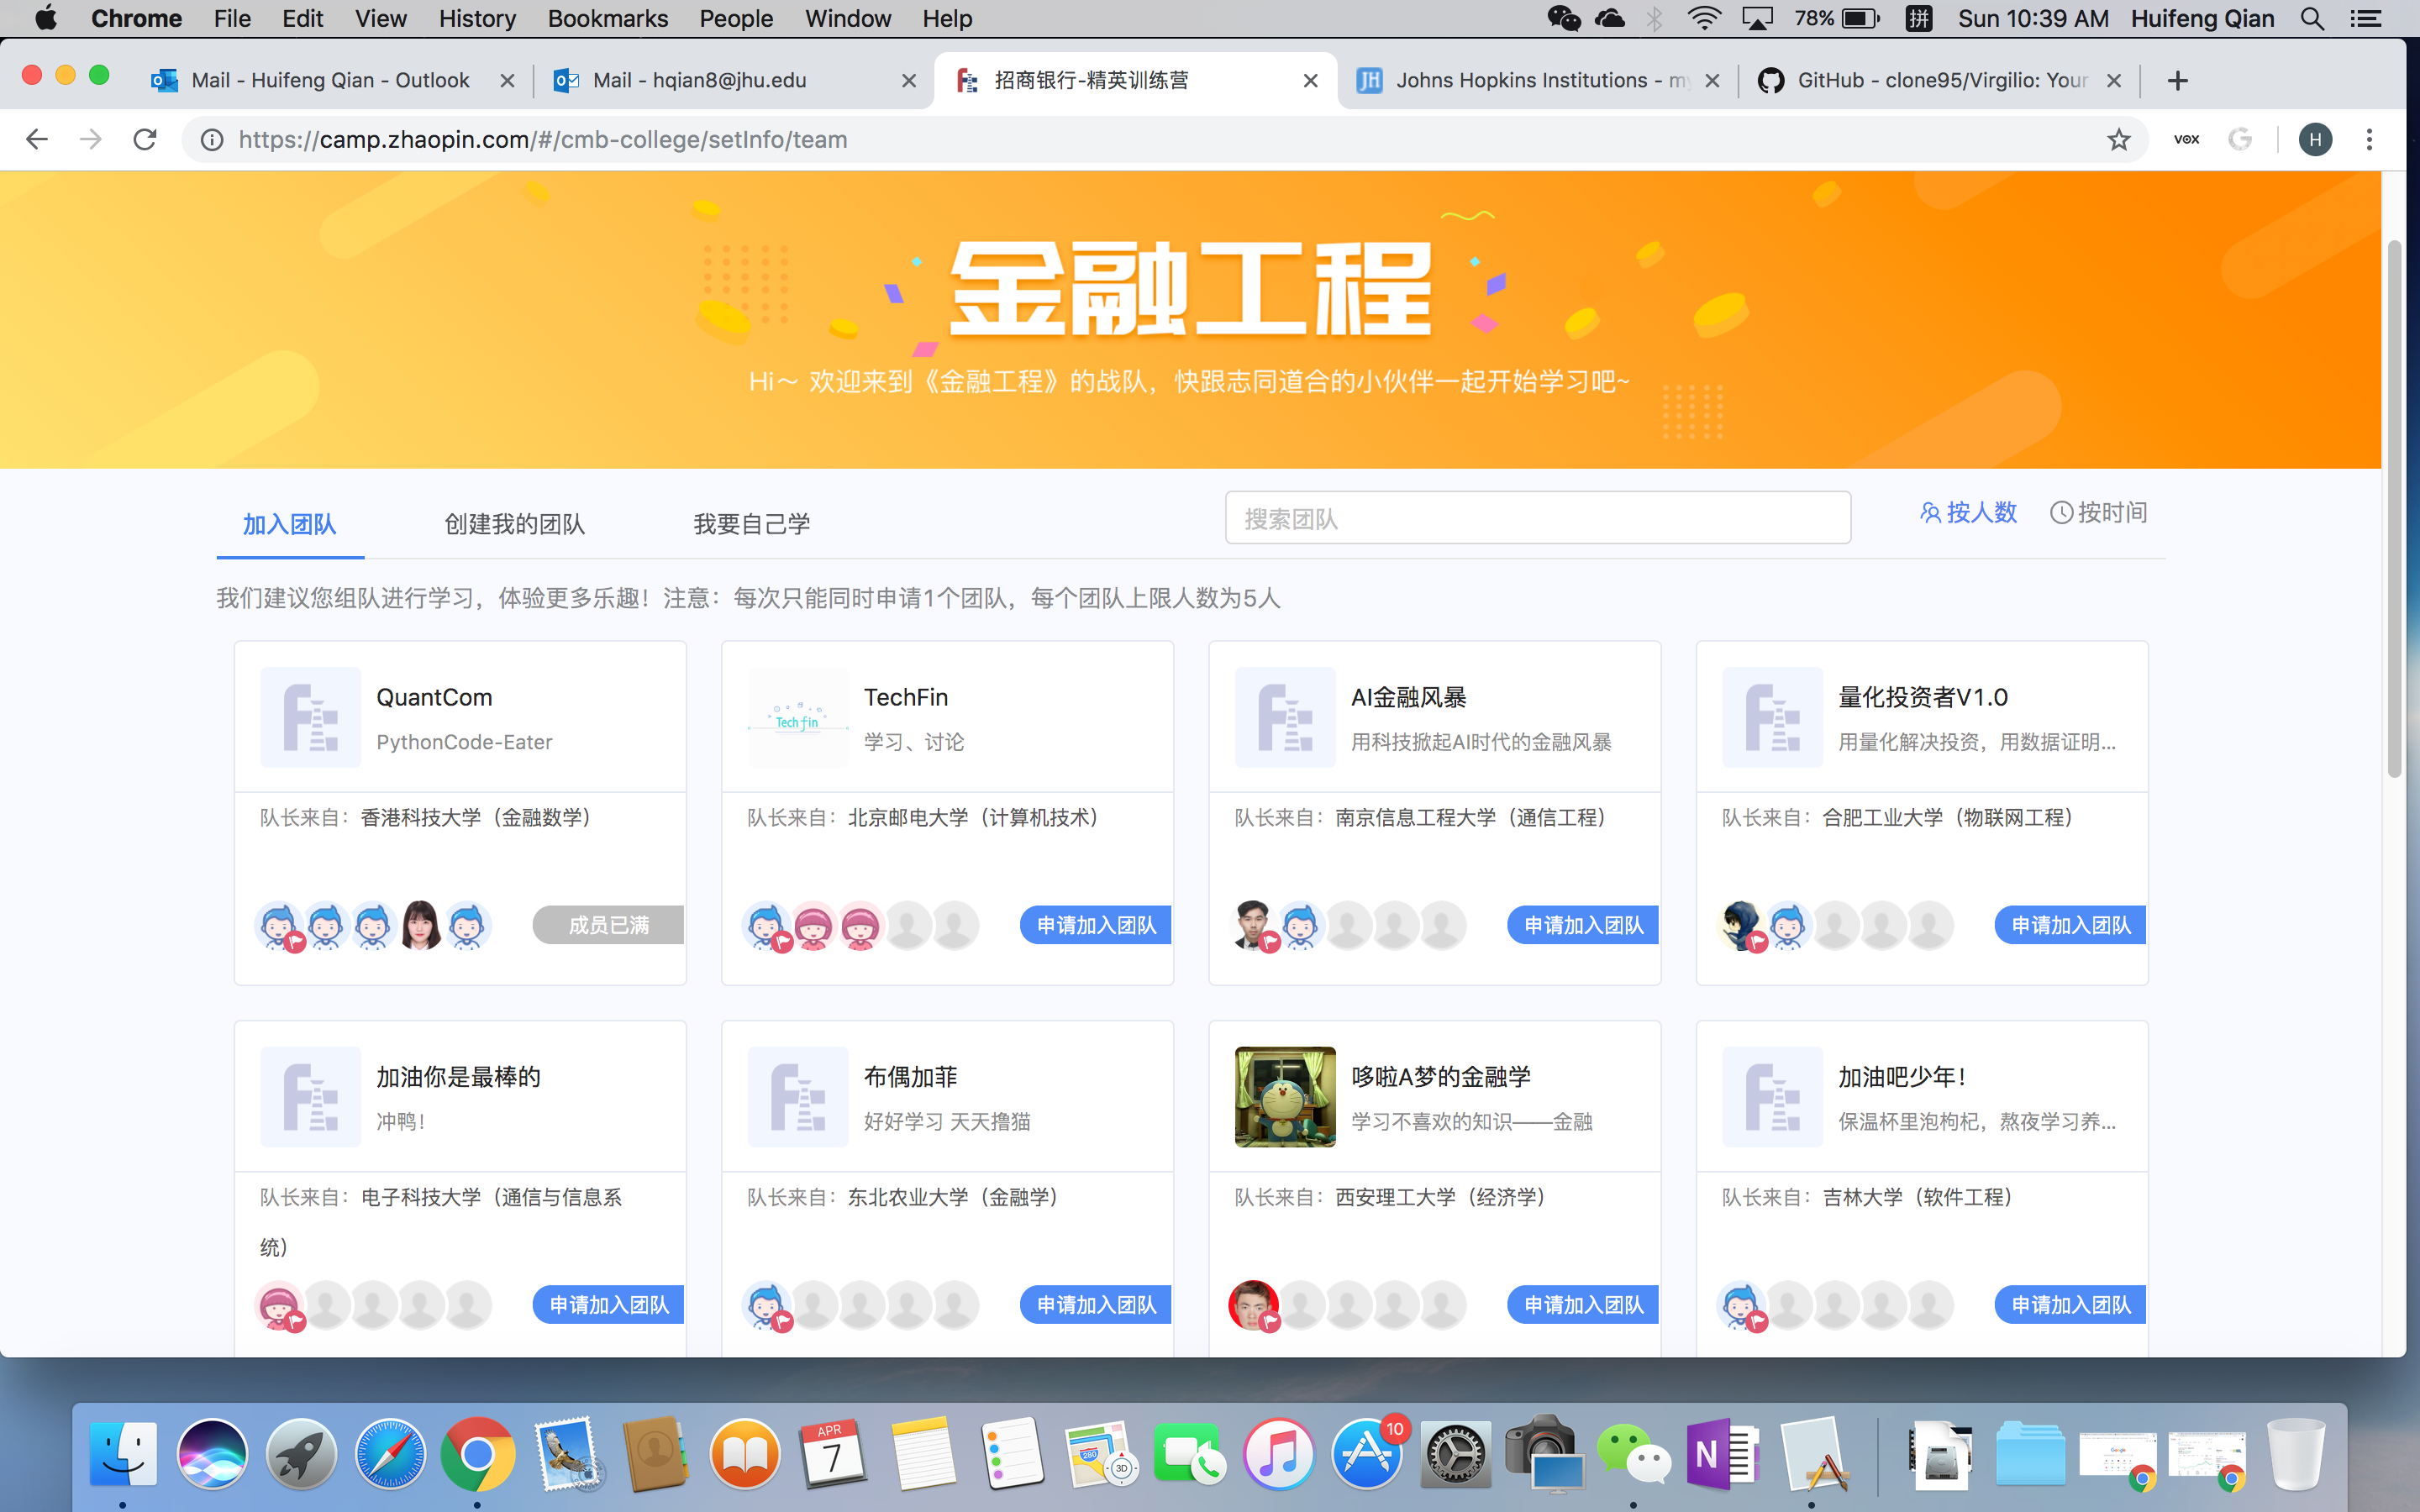 Chrome File Edit View History Bookmarks People Window Help 78% 拼 Sun 10:39 AM Huifeng Qian
Mail - Huifeng Qian - Outlook Mail - hqian8@jhu.edu 招商银行-精英训练营 Johns Hopkins Institutions - my GitHub - clone95/Virgilio: Your
https://camp.zhaopin.com/#/cmb-college/setInfo/team VOX H
金融工程
Hi～ 欢迎来到《金融工程》的战队，快跟志同道合的小伙伴一起开始学习吧~
加入团队 创建我的团队 我要自己学 搜索团队 按人数 按时间
我们建议您组队进行学习，体验更多乐趣！注意：每次只能同时申请1个团队，每个团队上限人数为5人
QuantCom
PythonCode-Eater
队长来自：香港科技大学（金融数学）
成员已满
TechFin
TechFin
学习、讨论
队长来自：北京邮电大学（计算机技术）
申请加入团队
AI金融风暴
用科技掀起AI时代的金融风暴
队长来自：南京信息工程大学（通信工程）
申请加入团队
量化投资者V1.0
用量化解决投资，用数据证明...
队长来自：合肥工业大学（物联网工程）
申请加入团队
加油你是最棒的
冲鸭！
队长来自：电子科技大学（通信与信息系
统）
申请加入团队
布偶加菲
好好学习 天天撸猫
队长来自：东北农业大学（金融学）
申请加入团队
哆啦A梦的金融学
学习不喜欢的知识——金融
队长来自：西安理工大学（经济学）
申请加入团队
加油吧少年！
保温杯里泡枸杞，熬夜学习养...
队长来自：吉林大学（软件工程）
申请加入团队
APR
7
280
3D
10
N